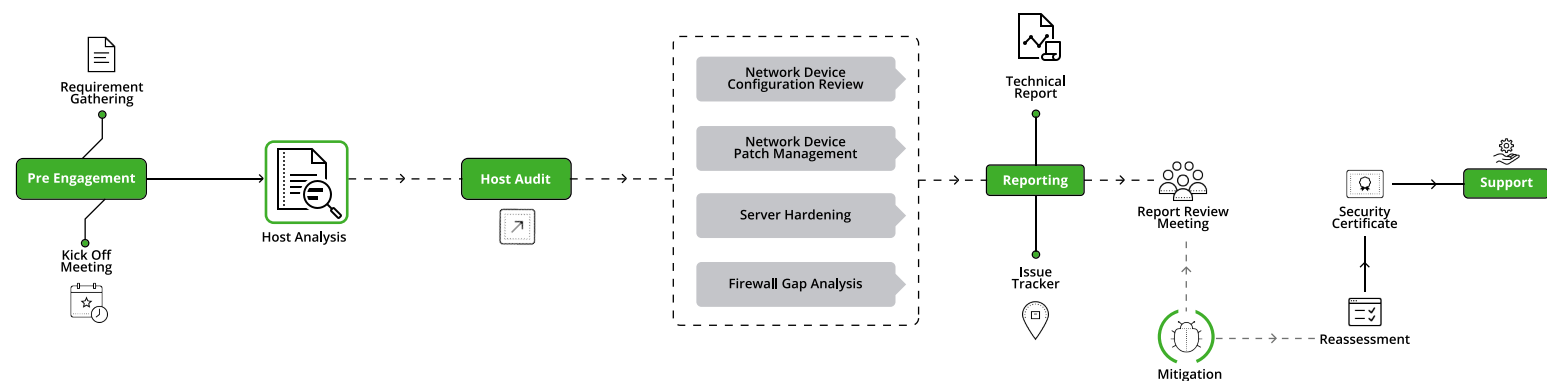 Requirement
Gathering
Pre Engagement
Kick Off
Meeting
Host Analysis
Host Audit
Network Device
Configuration Review
Network Device
Patch Management
Server Hardening
Firewall Gap Analysis
Technical
Report
Reporting
Issue
Tracker
Report Review
Meeting
Mitigation
Reassessment
Security
Certificate
Support